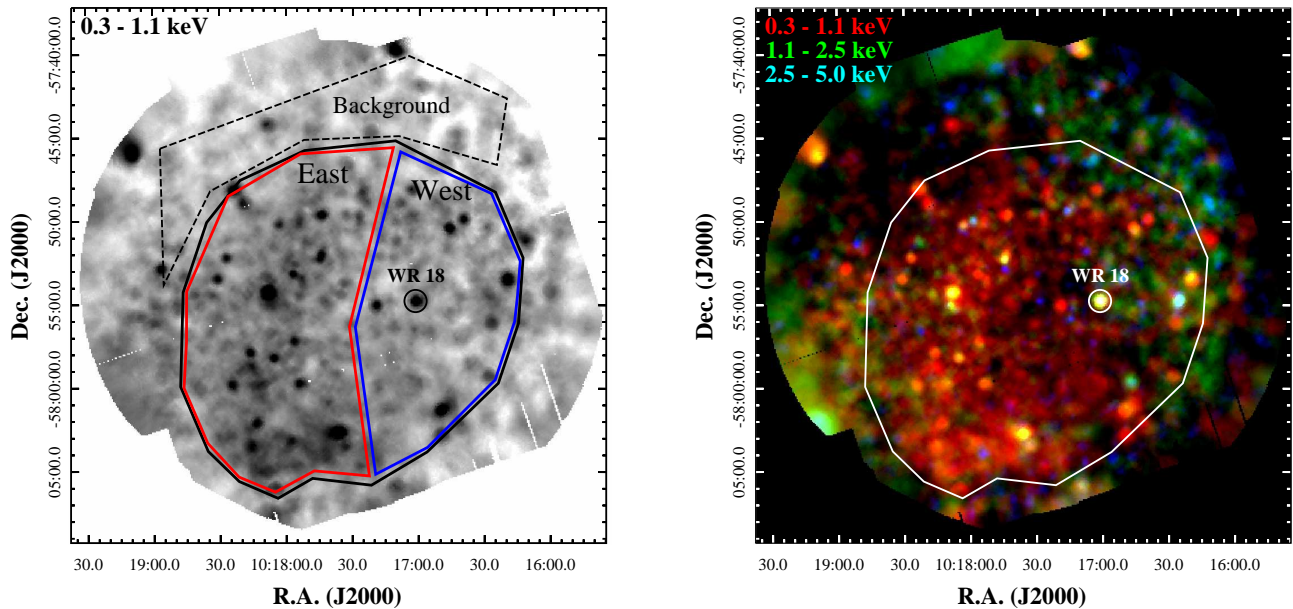 0.3 - 1.1 keV
Background
East
West
WR 18
Dec. (J2000)
-57:40:00.0
45:00.0
50:00.0
55:00.0
-58:00:00.0
05:00.0
30.0 19:00.0 30.0 10:18:00.0 30.0 17:00.0 30.0 16:00.0
R.A. (J2000)
0.3 - 1.1 keV
1.1 - 2.5 keV
2.5 - 5.0 keV
WR 18
Dec. (J2000)
-57:40:00.0
45:00.0
50:00.0
55:00.0
-58:00:00.0
05:00.0
30.0 19:00.0 30.0 10:18:00.0 30.0 17:00.0 30.0 16:00.0
R.A. (J2000)